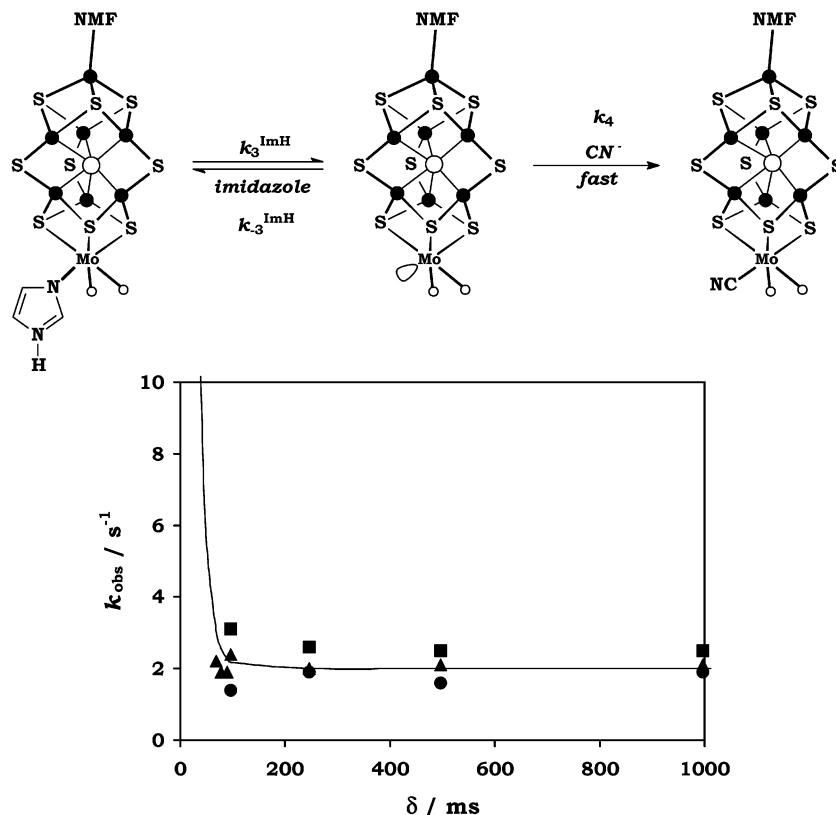 NMF NMF NMF
S S S S S S S S S
S S S S S S S S S
k₃ᴵᵐᴴ
imidazole
k₋₃ᴵᵐᴴ
k₄
CN⁻
fast
S S S S S S S S S
Mo Mo Mo
N
N
H
NC
10
8
6
4
2
0
k obs / s⁻¹
0 200 400 600 800 1000
δ / ms